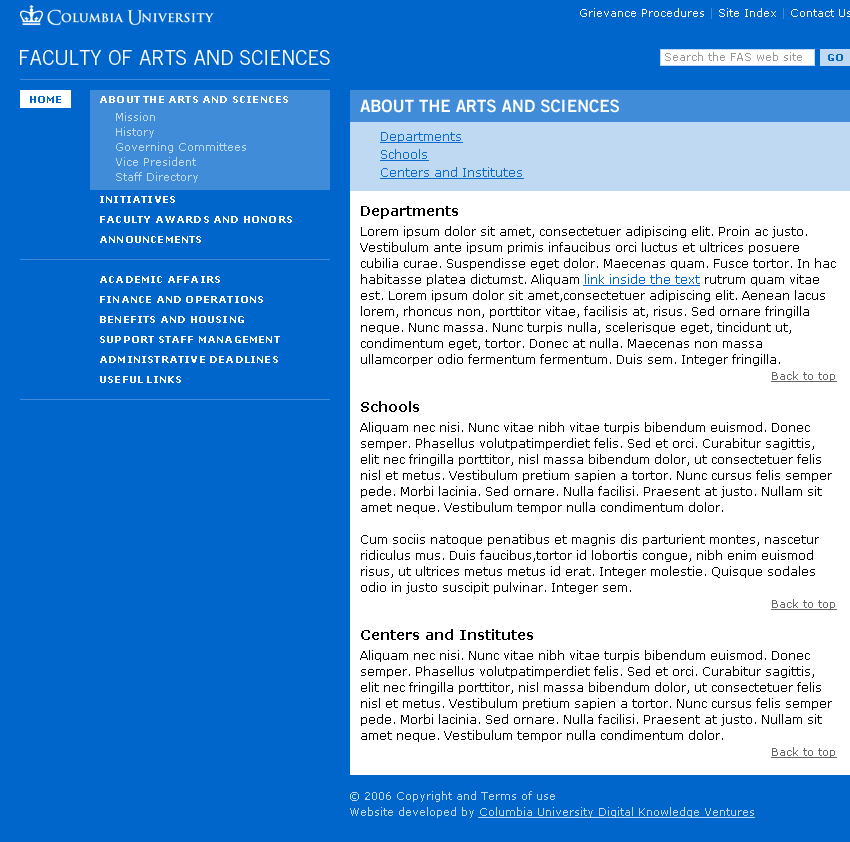 COLUMBIA UNIVERSITY
Grievance Procedures | Site Index | Contact Us
FACULTY OF ARTS AND SCIENCES
Search the FAS web site GO
HOME
ABOUT THE ARTS AND SCIENCES
Mission
History
Governing Committees
Vice President
Staff Directory
INITIATIVES
FACULTY AWARDS AND HONORS
ANNOUNCEMENTS
ACADEMIC AFFAIRS
FINANCE AND OPERATIONS
BENEFITS AND HOUSING
SUPPORT STAFF MANAGEMENT
ADMINISTRATIVE DEADLINES
USEFUL LINKS
ABOUT THE ARTS AND SCIENCES
Departments
Schools
Centers and Institutes
Departments
Lorem ipsum dolor sit amet, consectetuer adipiscing elit. Proin ac justo.
Vestibulum ante ipsum primis infaucibus orci luctus et ultrices posuere
cubilia curae. Suspendisse eget dolor. Maecenas quam. Fusce tortor. In hac
habitasse platea dictumst. Aliquam link inside the text rutrum quam vitae
est. Lorem ipsum dolor sit amet,consectetuer adipiscing elit. Aenean lacus
lorem, rhoncus non, porttitor vitae, facilisis at, risus. Sed ornare fringilla
neque. Nunc massa. Nunc turpis nulla, scelerisque eget, tincidunt ut,
condimentum eget, tortor. Donec at nulla. Maecenas non massa
ullamcorper odio fermentum fermentum. Duis sem. Integer fringilla.
Back to top
Schools
Aliquam nec nisi. Nunc vitae nibh vitae turpis bibendum euismod. Donec
semper. Phasellus volutpatimperdiet felis. Sed et orci. Curabitur sagittis,
elit nec fringilla porttitor, nisl massa bibendum dolor, ut consectetuer felis
nisl et metus. Vestibulum pretium sapien a tortor. Nunc cursus felis semper
pede. Morbi lacinia. Sed ornare. Nulla facilisi. Praesent at justo. Nullam sit
amet neque. Vestibulum tempor nulla condimentum dolor.
Cum sociis natoque penatibus et magnis dis parturient montes, nascetur
ridiculus mus. Duis faucibus,tortor id lobortis congue, nibh enim euismod
risus, ut ultrices metus metus id erat. Integer molestie. Quisque sodales
odio in justo suscipit pulvinar. Integer sem.
Back to top
Centers and Institutes
Aliquam nec nisi. Nunc vitae nibh vitae turpis bibendum euismod. Donec
semper. Phasellus volutpatimperdiet felis. Sed et orci. Curabitur sagittis,
elit nec fringilla porttitor, nisl massa bibendum dolor, ut consectetuer felis
nisl et metus. Vestibulum pretium sapien a tortor. Nunc cursus felis semper
pede. Morbi lacinia. Sed ornare. Nulla facilisi. Praesent at justo. Nullam sit
amet neque. Vestibulum tempor nulla condimentum dolor.
Back to top
© 2006 Copyright and Terms of use
Website developed by Columbia University Digital Knowledge Ventures